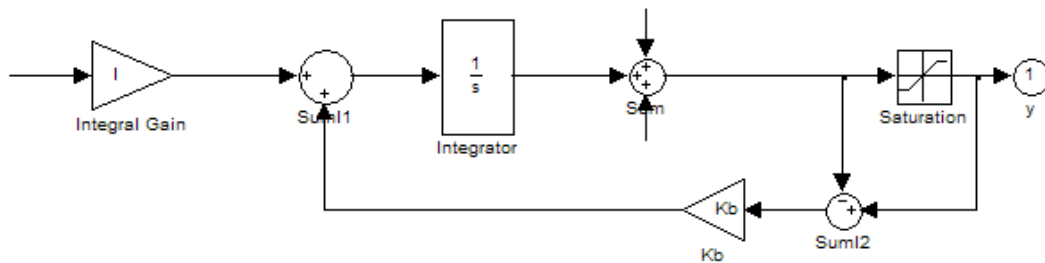 I
Integral Gain
+
+
SumI1
1
s
Integrator
+
+
+
Sum
Saturation
1
y
Kb
Kb
−
+
SumI2